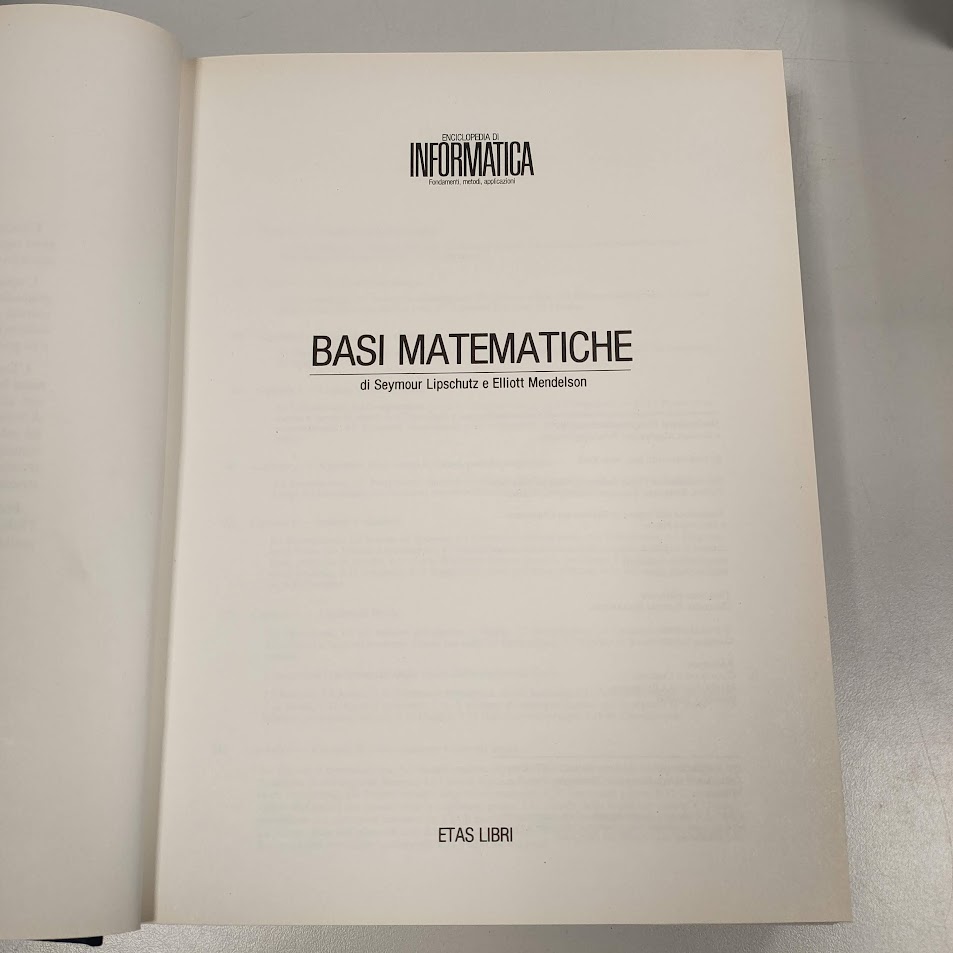 ENCICLOPEDIA DI
INFORMATICA
Fondamenti, metodi, applicazioni
BASI MATEMATICHE
di Seymour Lipschutz e Elliott Mendelson
ETAS LIBRI